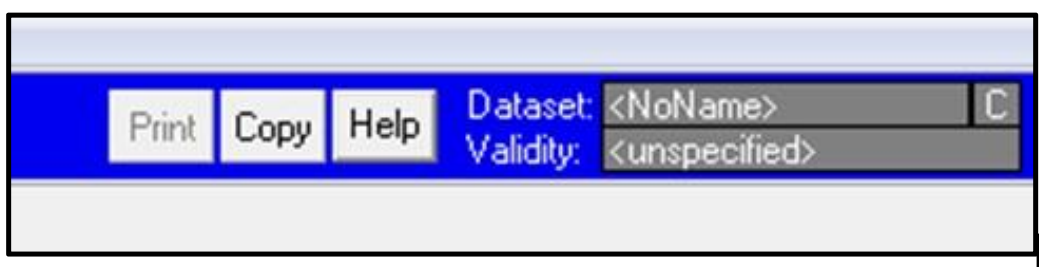 Print Copy Help
Dataset: <NoName> C
Validity: <unspecified>